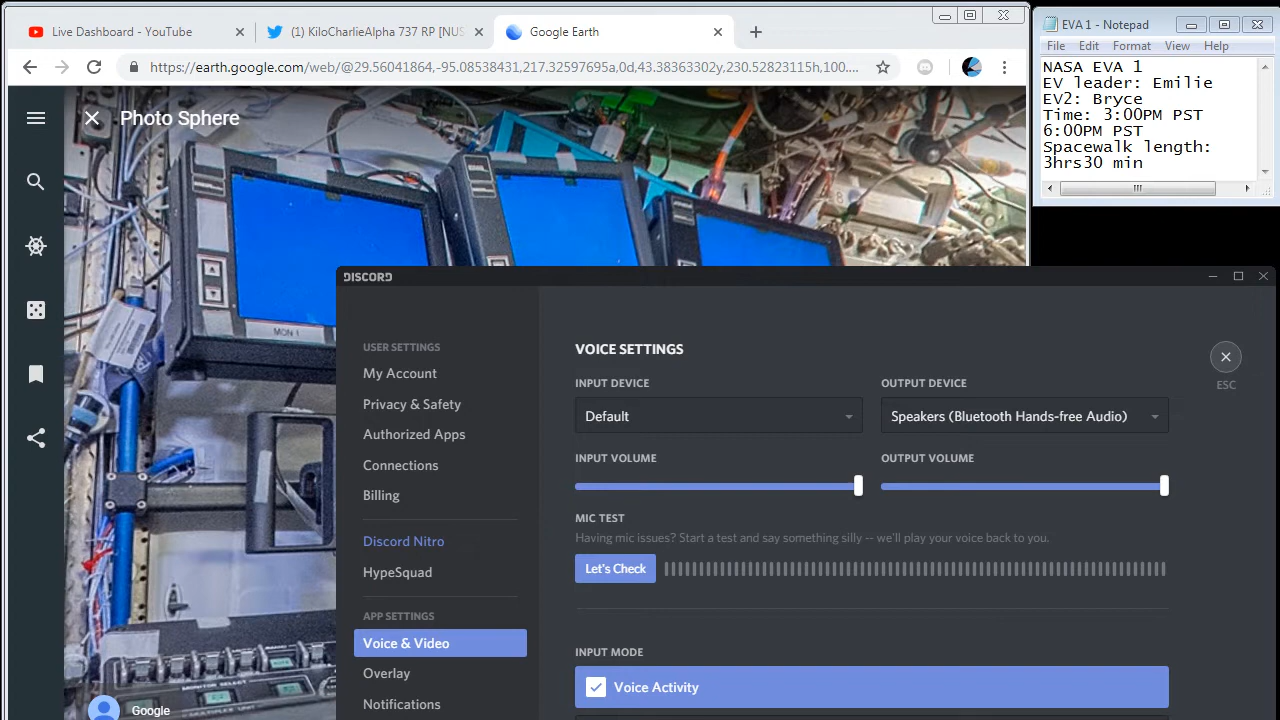 Live Dashboard - YouTube
(1) KiloCharlieAlpha 737 RP [NUS
Google Earth
https://earth.google.com/web/@29.56041864,-95.08538431,217.32597695a,0d,43.38363302y,230.52823115h,100....
Photo Sphere
MON 1
Google
EVA 1 - Notepad
File Edit Format View Help
NASA EVA 1
EV leader: Emilie
EV2: Bryce
Time: 3:00PM PST
6:00PM PST
Spacewalk length:
3hrs30 min
DISCORD
USER SETTINGS
My Account
Privacy & Safety
Authorized Apps
Connections
Billing
Discord Nitro
HypeSquad
APP SETTINGS
Voice & Video
Overlay
Notifications
VOICE SETTINGS
ESC
INPUT DEVICE
Default
OUTPUT DEVICE
Speakers (Bluetooth Hands-free Audio)
INPUT VOLUME
OUTPUT VOLUME
MIC TEST
Having mic issues? Start a test and say something silly -- we'll play your voice back to you.
Let's Check
INPUT MODE
Voice Activity